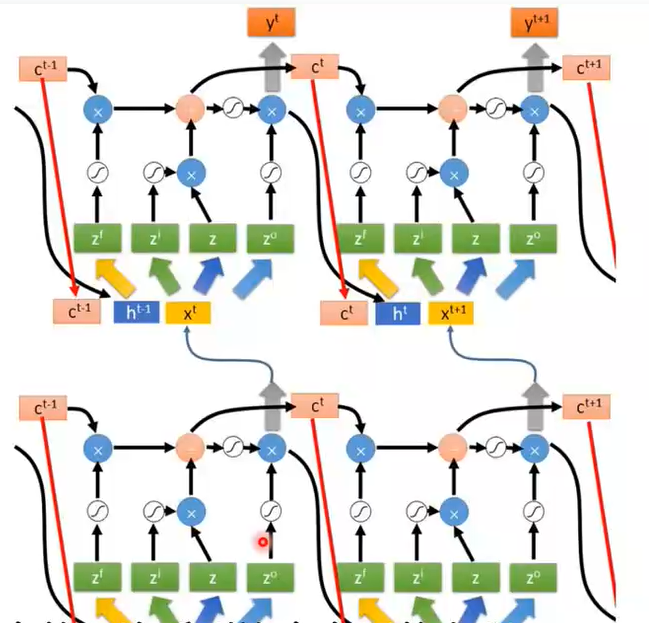 y^t y^t+1
c^t-1 c^t c^t+1
× × × ×
× ×
z^f z^i z z^o z^f z^i z z^o
c^t-1 h^t-1 x^t c^t h^t x^t+1
c^t-1 c^t c^t+1
× × × ×
× ×
z^f z^i z z^o z^f z^i z z^o